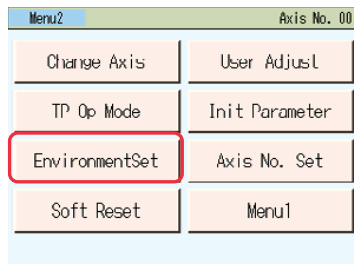 Menu2 Axis No. 00
Change Axis User Adjust
TP Op Mode Init Parameter
EnvironmentSet Axis No. Set
Soft Reset Menu1